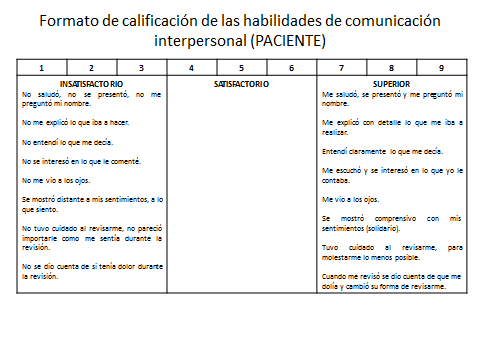 Formato de calificación de las habilidades de comunicación
interpersonal (PACIENTE)
1 2 3 4 5 6 7 8 9
INSATISFACTORIO
No saludó, no se presentó, no me
preguntó mi nombre.
No me explicó lo que iba a hacer.
No entendí lo que me decía.
No se interesó en lo que le comenté.
No me vio a los ojos.
Se mostró distante a mis sentimientos, a lo
que siento.
No tuvo cuidado al revisarme, no pareció
importarle como me sentía durante la
revisión.
No se dio cuenta de si tenía dolor durante
la revisión.
SATISFACTORIO
SUPERIOR
Me saludó, se presentó y me preguntó mi
nombre.
Me explicó con detalle lo que me iba a
realizar.
Entendí claramente lo que me decía.
Me escuchó y se interesó en lo que yo le
contaba.
Me vio a los ojos.
Se mostró comprensivo con mis
sentimientos (solidario).
Tuvo cuidado al revisarme, para
molestarme lo menos posible.
Cuando me revisó se dio cuenta de que me
dolía y cambió su forma de revisarme.